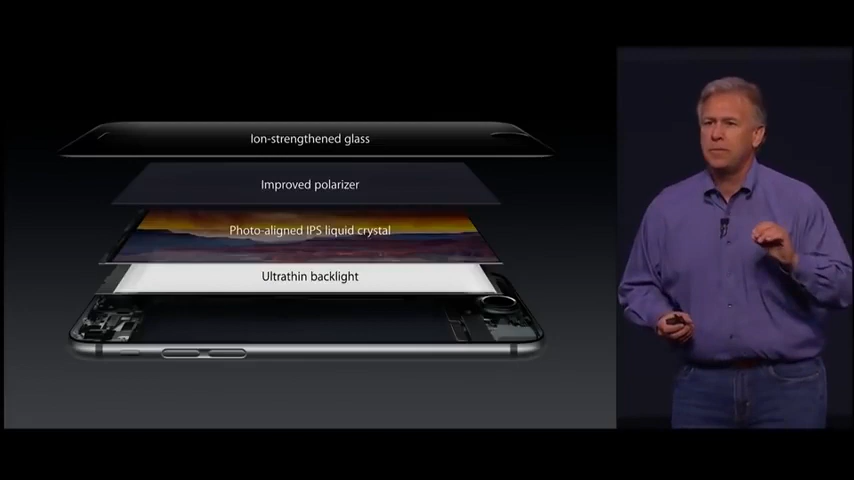 Ion-strengthened glass
Improved polarizer
Photo-aligned IPS liquid crystal
Ultrathin backlight